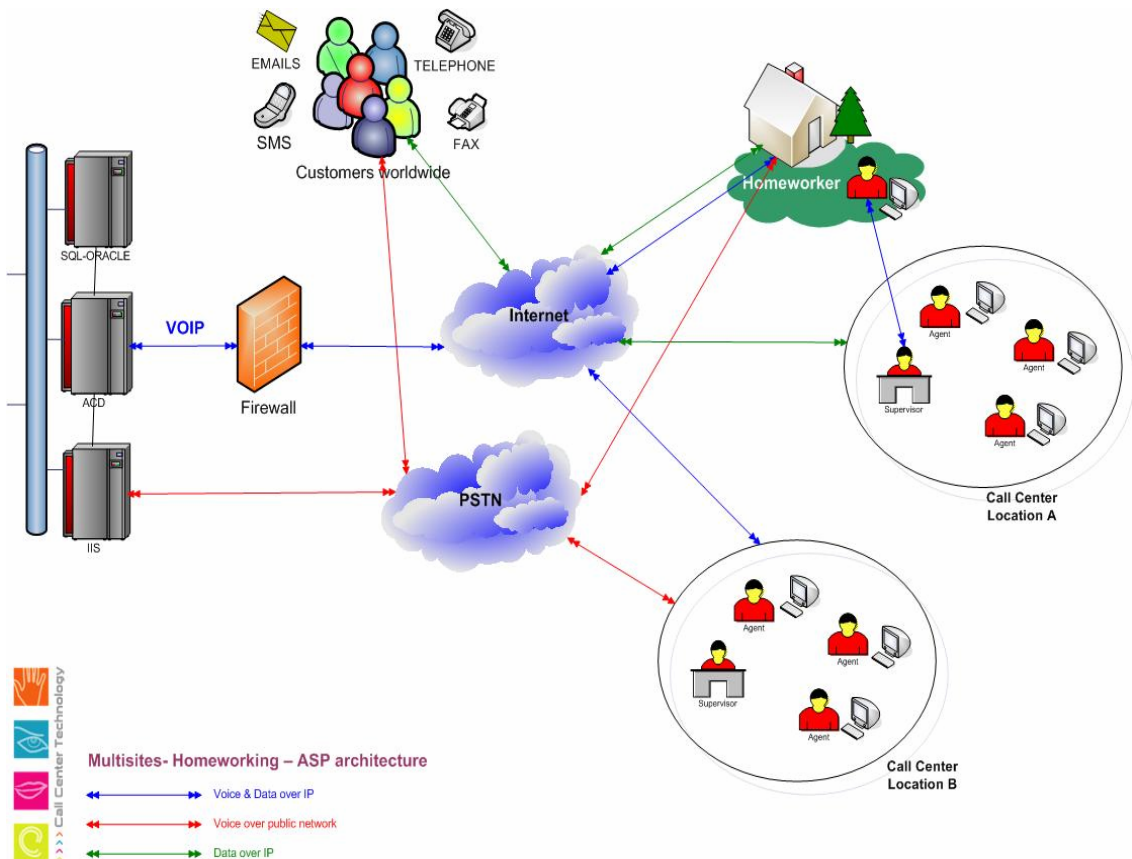 EMAILS
TELEPHONE
SMS
FAX
Customers worldwide
Homeworker
SQL-ORACLE
VOIP
ACD
Firewall
Internet
Agent
Agent
Supervisor
Agent
Call Center
Location A
IIS
PSTN
Agent
Agent
Supervisor
Agent
Call Center
Location B
Call Center Technology
Multisites- Homeworking – ASP architecture
Voice & Data over IP
Voice over public network
Data over IP